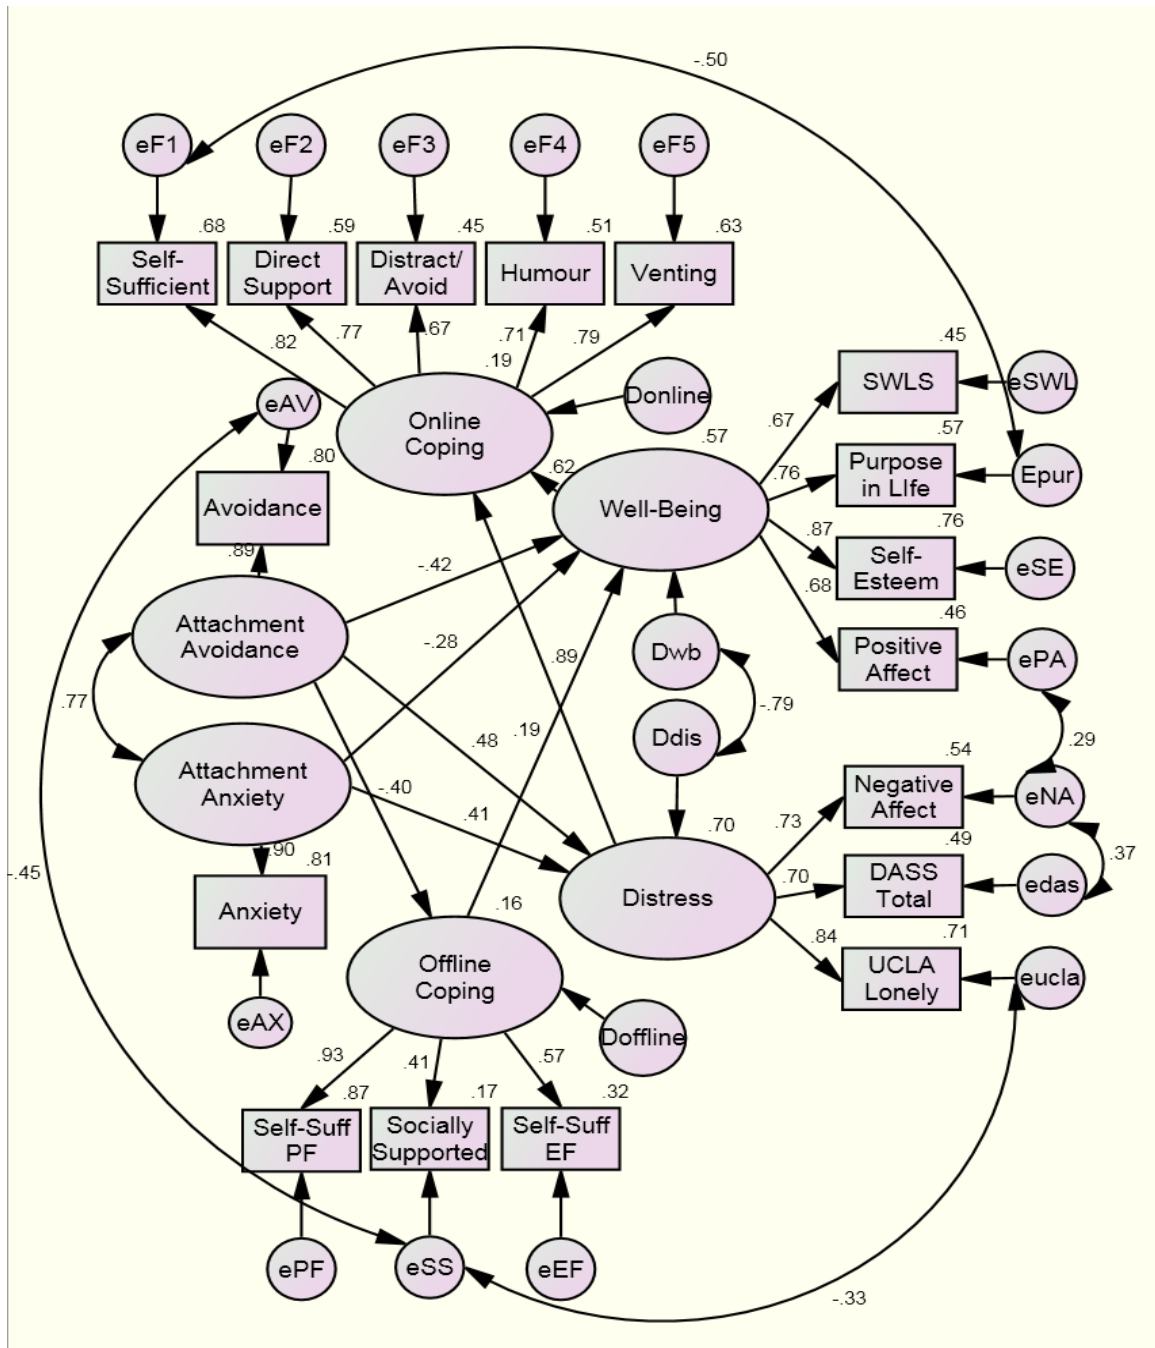 -.50
eF1
eF2
eF3
eF4
eF5
.68
.59
.45
.51
.63
Self-
Sufficient
Direct
Support
Distract/
Avoid
Humour
Venting
.82
.77
.67
.71
.79
.19
eAV
Online
Coping
Donline
.45
SWLS
eSWL
.67
.57
.57
.80
Avoidance
.62
Well-Being
.76
Purpose
in LIfe
Epur
.89
.87
.76
Self-
Esteem
eSE
-.42
.68
.46
Attachment
Avoidance
-.28
.89
Dwb
Positive
Affect
ePA
.77
-.79
Ddis
.48
.19
.29
.54
Attachment
Anxiety
-.40
.41
Negative
Affect
eNA
.73
.70
.49
.37
.90
.81
-.45
Anxiety
.16
Distress
.70
DASS
Total
edas
.84
.71
UCLA
Lonely
eucla
Offline
Coping
eAX
Doffline
.93
.41
.57
.87
.17
.32
Self-Suff
PF
Socially
Supported
Self-Suff
EF
ePF
eSS
eEF
-.33